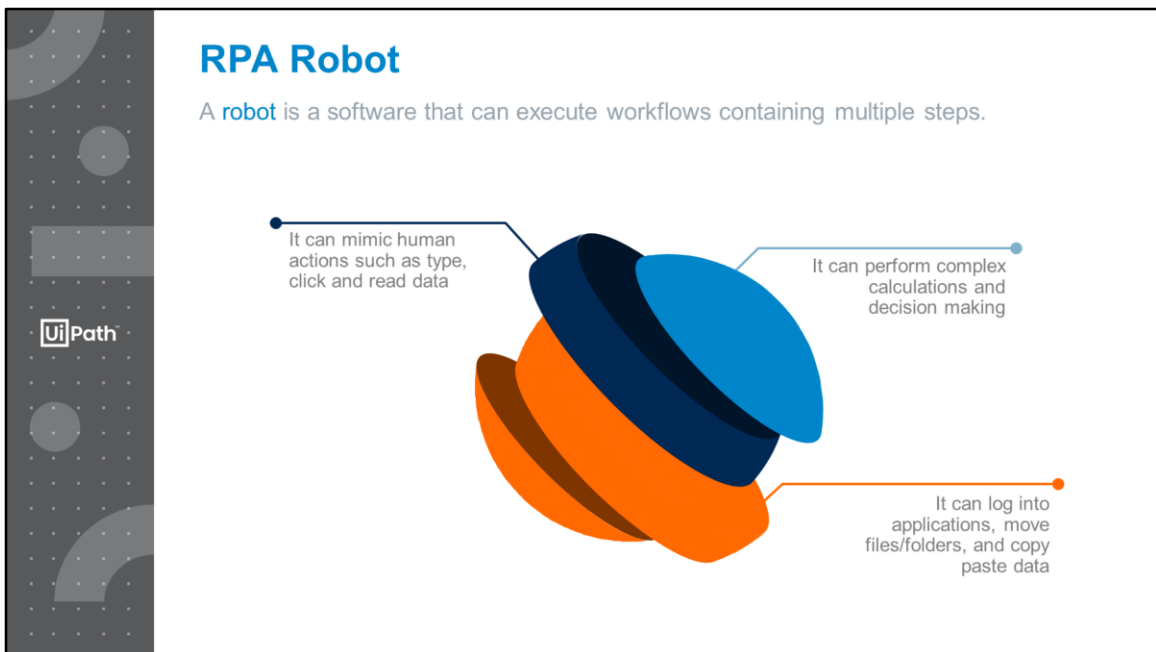 RPA Robot
A robot is a software that can execute workflows containing multiple steps.
It can mimic human
actions such as type,
click and read data
It can perform complex
calculations and
decision making
UiPath
It can log into
applications, move
files/folders, and copy
paste data